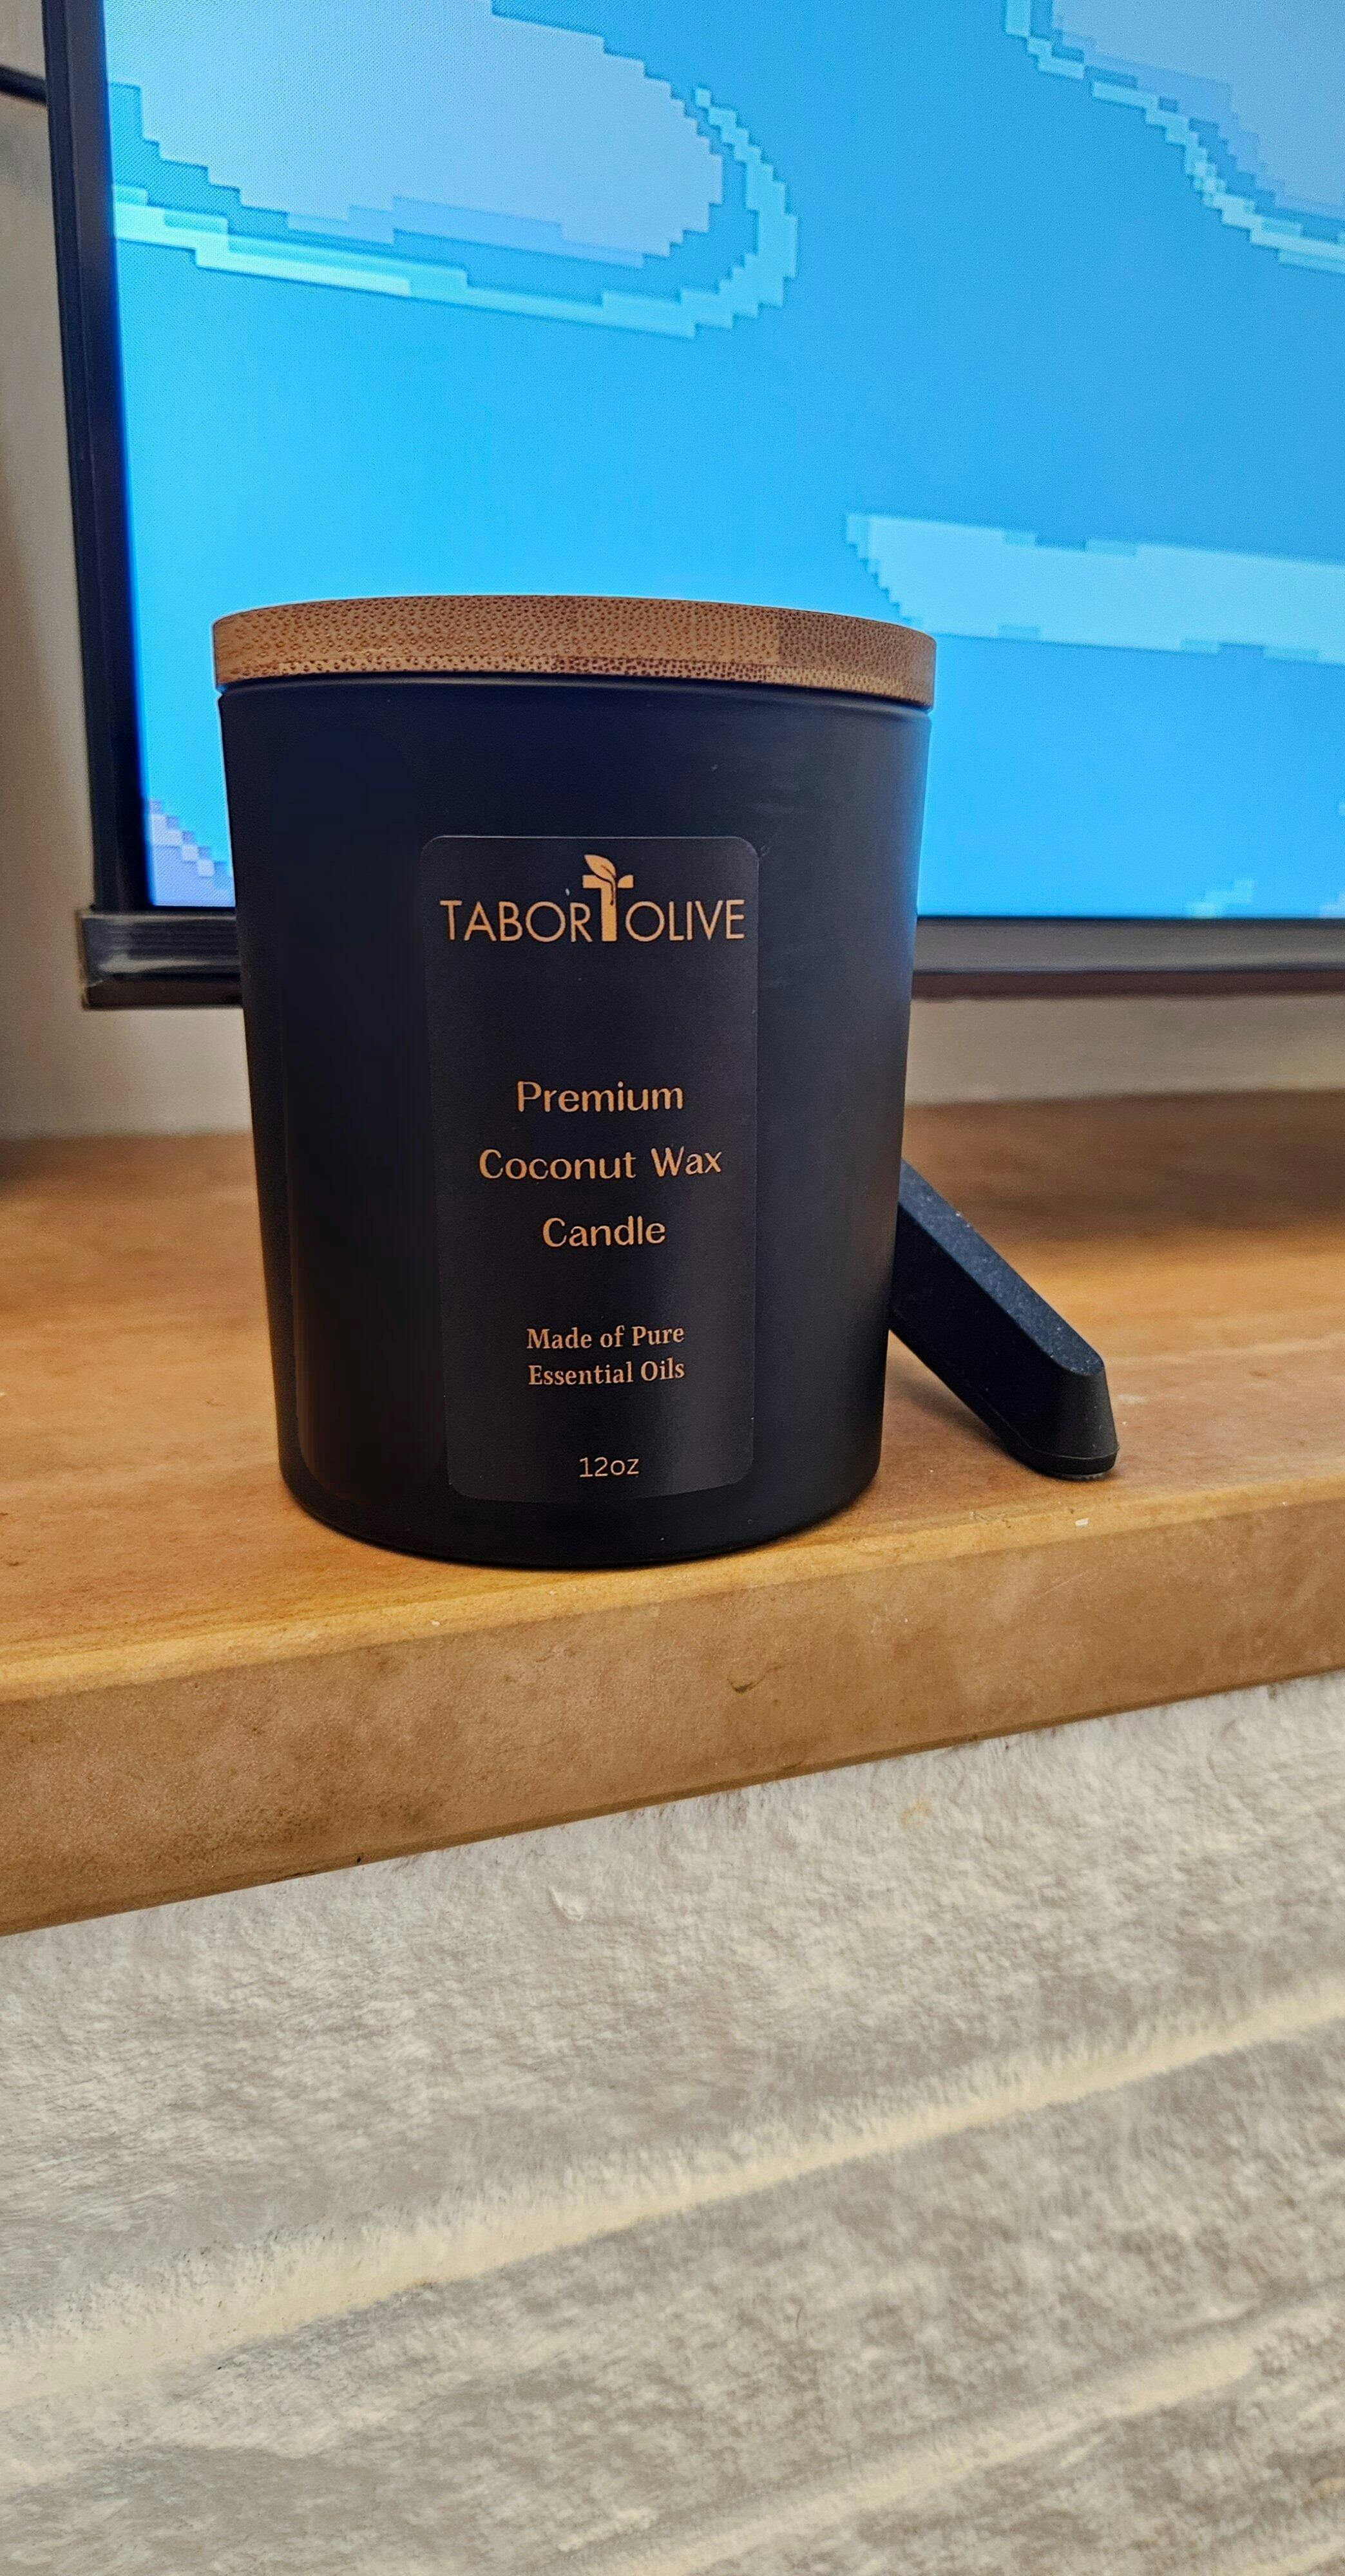 TABOR OLIVE
Premium
Coconut Wax
Candle
Made of Pure
Essential Oils
12oz